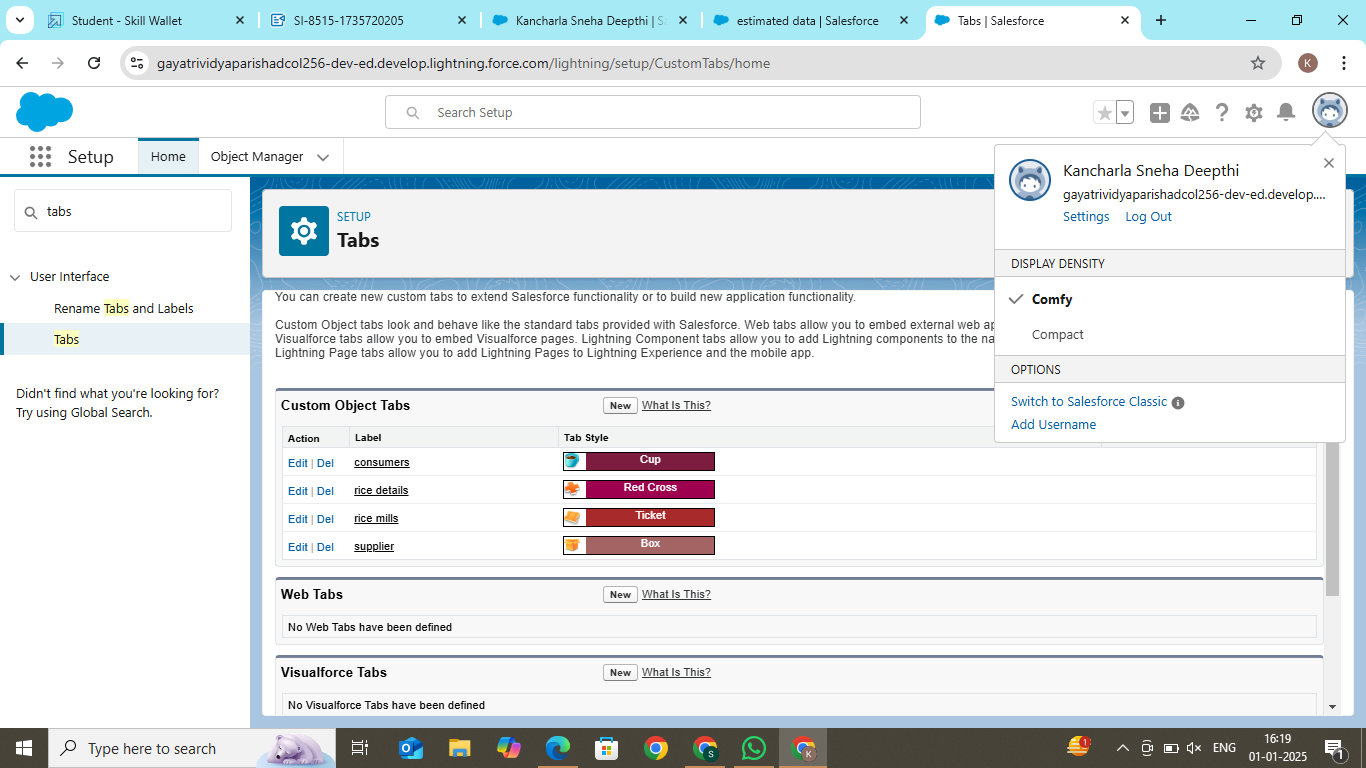 Student - Skill Wallet
SI-8515-1735720205
Kancharla Sneha Deepthi | S
estimated data | Salesforce
Tabs | Salesforce
gayatrividyaparishadcol256-dev-ed.develop.lightning.force.com/lightning/setup/CustomTabs/home
K
Search Setup
Setup
Home
Object Manager
tabs
User Interface
Rename Tabs and Labels
Tabs
Didn't find what you're looking for?
Try using Global Search.
SETUP
Tabs
You can create new custom tabs to extend Salesforce functionality or to build new application functionality.
Custom Object tabs look and behave like the standard tabs provided with Salesforce. Web tabs allow you to embed external web ap
Visualforce tabs allow you to embed Visualforce pages. Lightning Component tabs allow you to add Lightning components to the na
Lightning Page tabs allow you to add Lightning Pages to Lightning Experience and the mobile app.
Custom Object Tabs New What Is This?
Action Label Tab Style
Edit | Del consumers Cup
Edit | Del rice details Red Cross
Edit | Del rice mills Ticket
Edit | Del supplier Box
Web Tabs New What Is This?
No Web Tabs have been defined
Visualforce Tabs New What Is This?
No Visualforce Tabs have been defined
Kancharla Sneha Deepthi
gayatrividyaparishadcol256-dev-ed.develop....
Settings Log Out
DISPLAY DENSITY
Comfy
Compact
OPTIONS
Switch to Salesforce Classic
Add Username
Type here to search
S
K
1
ENG
16:19
01-01-2025
1